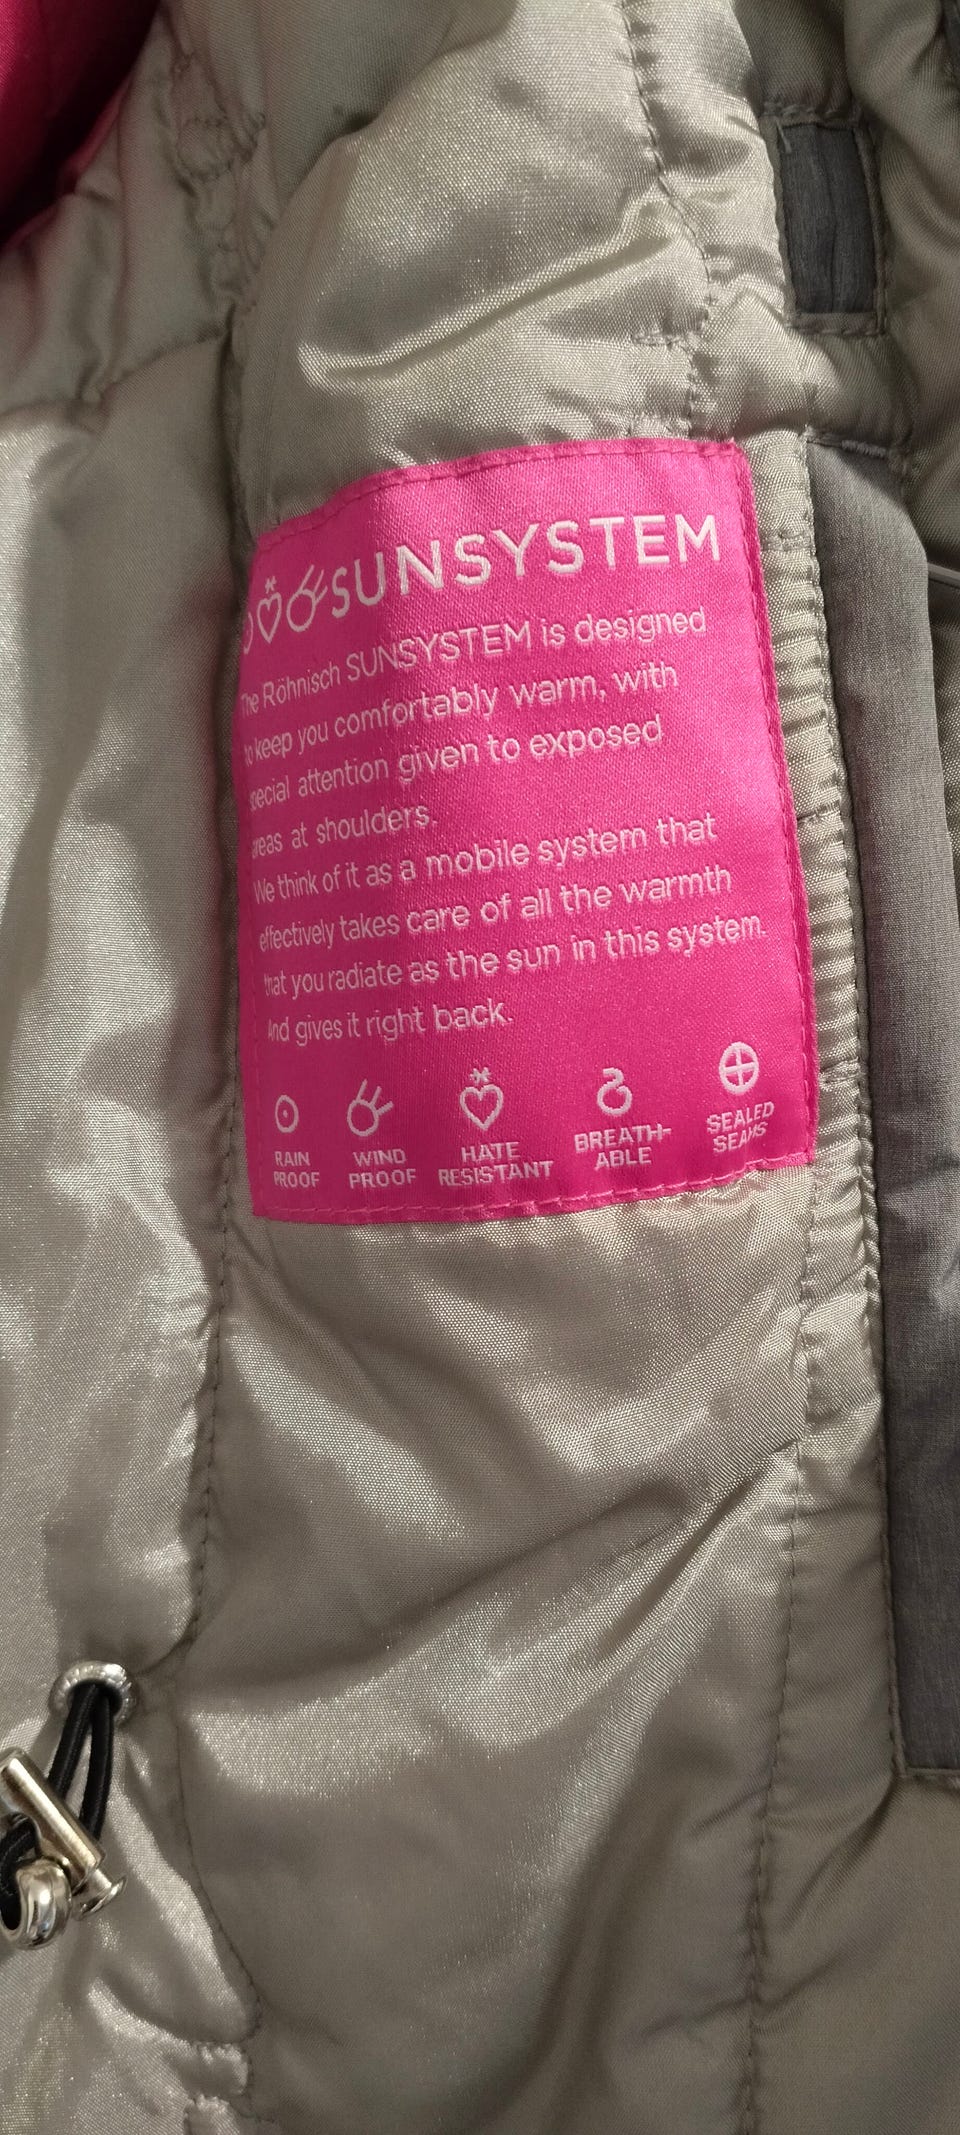 SUNSYSTEM
The Röhnisch SUNSYSTEM is designed
to keep you comfortably warm, with
special attention given to exposed
areas at shoulders.
We think of it as a mobile system that
effectively takes care of all the warmth
that you radiate as the sun in this system.
And gives it right back.
RAIN PROOF
WIND PROOF
HATE RESISTANT
BREATH-ABLE
SEALED SEAMS